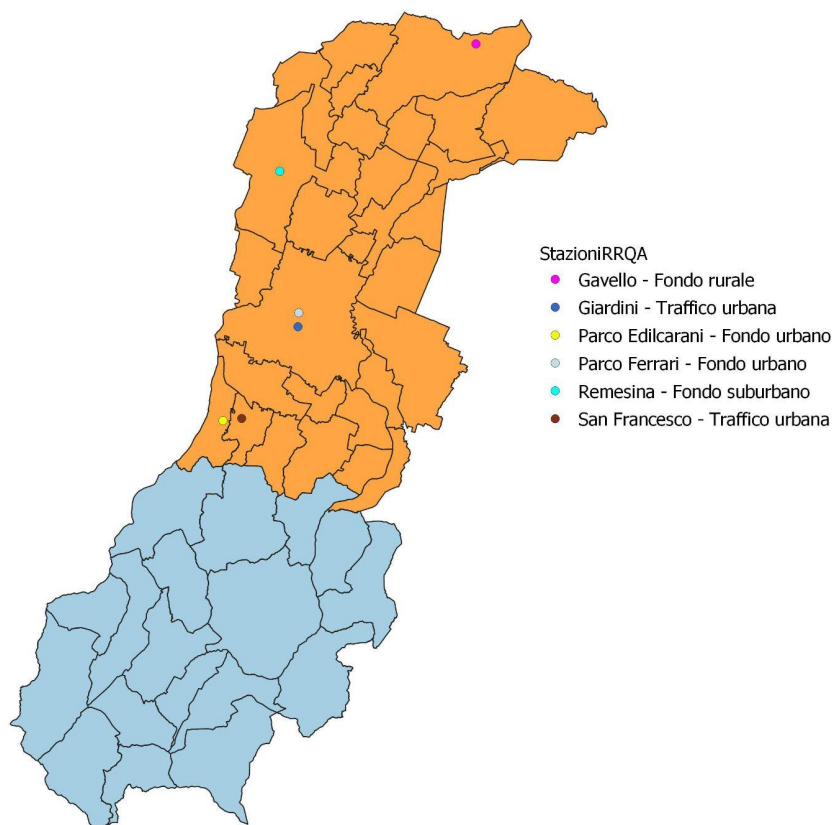 StazioniRRQA
Gavello - Fondo rurale
Giardini - Traffico urbana
Parco Edilcarani - Fondo urbano
Parco Ferrari - Fondo urbano
Remesina - Fondo suburbano
San Francesco - Traffico urbana